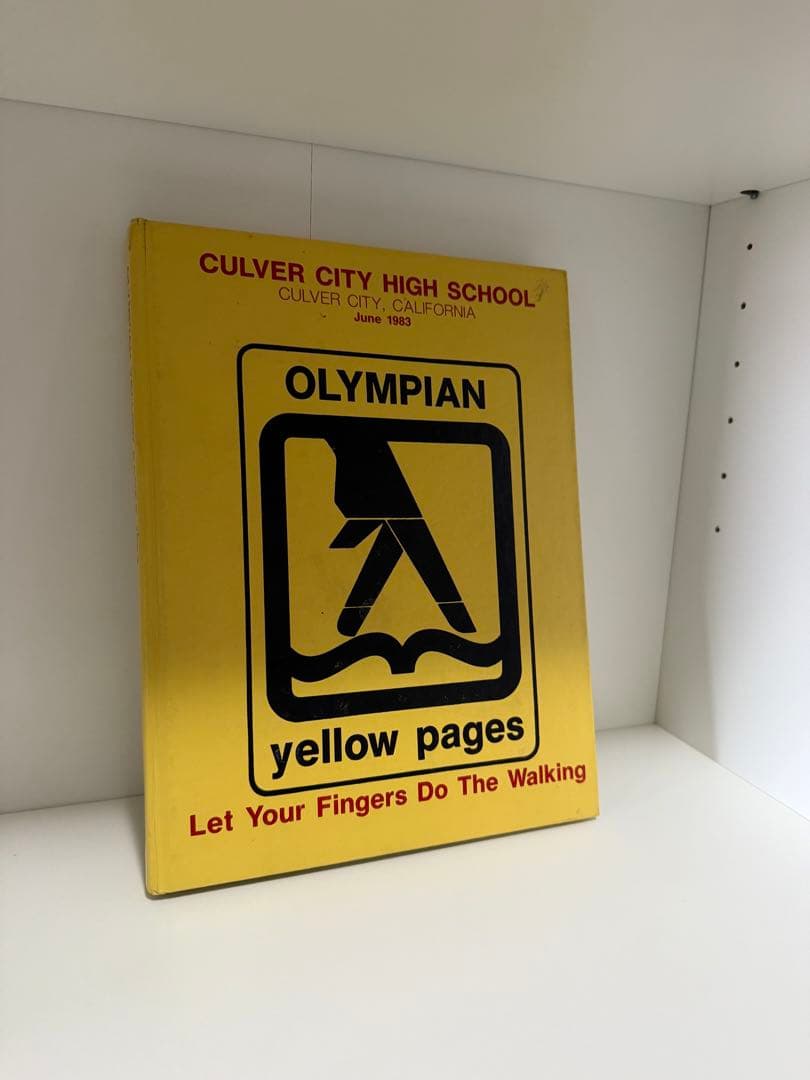 CULVER CITY HIGH SCHOOL
CULVER CITY, CALIFORNIA
June 1983
OLYMPIAN
yellow pages
Let Your Fingers Do The Walking